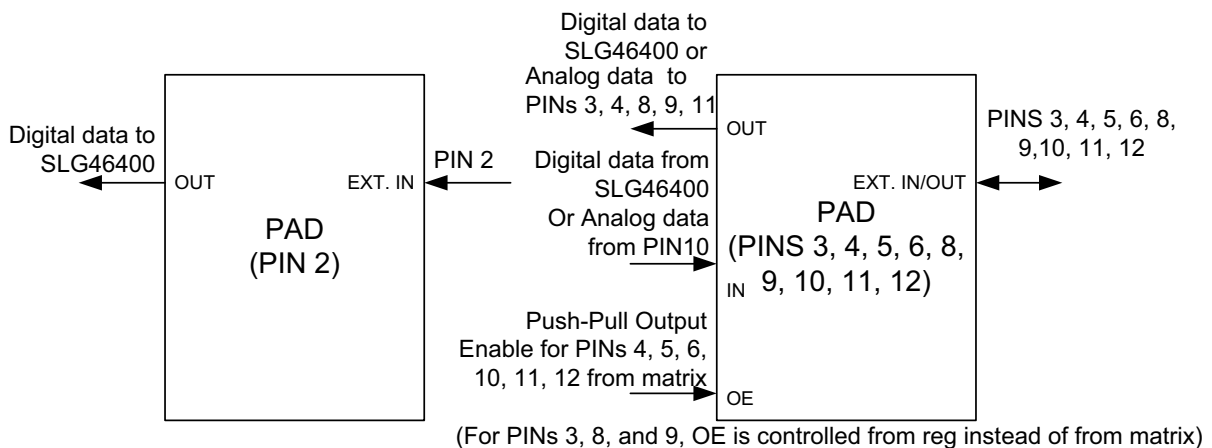 Digital data to
SLG46400
OUT
EXT. IN
PIN 2
PAD
(PIN 2)
Digital data to
SLG46400 or
Analog data  to
PINs 3, 4, 8, 9, 11
OUT
Digital data from
SLG46400
Or Analog data
from PIN10
IN
Push-Pull Output
Enable for PINs 4, 5, 6,
10, 11, 12 from matrix
OE
EXT. IN/OUT
PAD
(PINS 3, 4, 5, 6, 8,
9, 10, 11, 12)
PINS 3, 4, 5, 6, 8,
9,10, 11, 12
(For PINs 3, 8, and 9, OE is controlled from reg instead of from matrix)